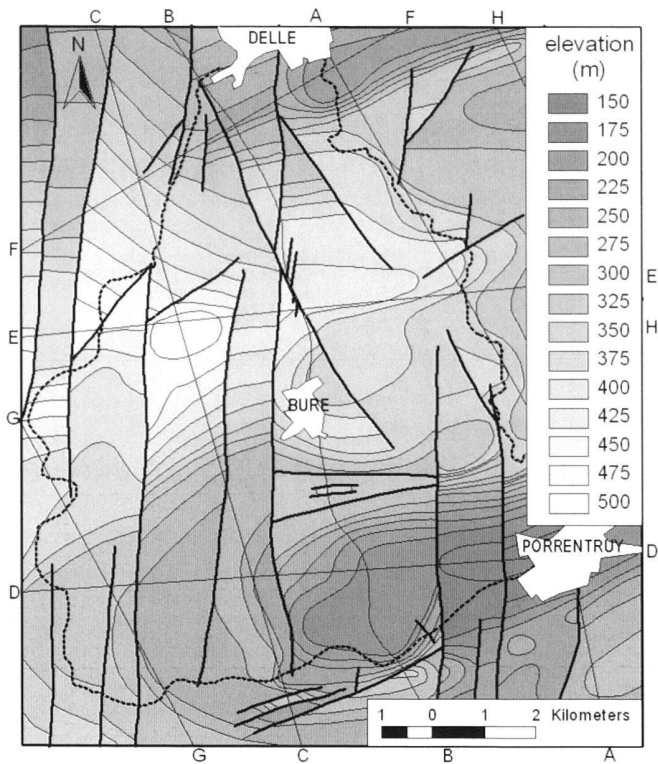 C B A F H
DELLE
N
elevation
(m)
150
175
200
225
250
275
300
325
350
375
400
425
450
475
500
F
E
G
D
E
H
D
BURE
PORRENTRUY
1 0 1 2 Kilometers
G C B A